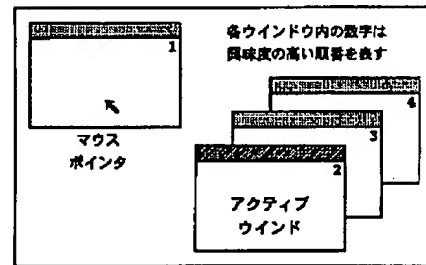 各ウインドウ内の数字は
興味度の高い順番を表す
1
マウス
ポインタ
4
3
2
アクティブ
ウインド